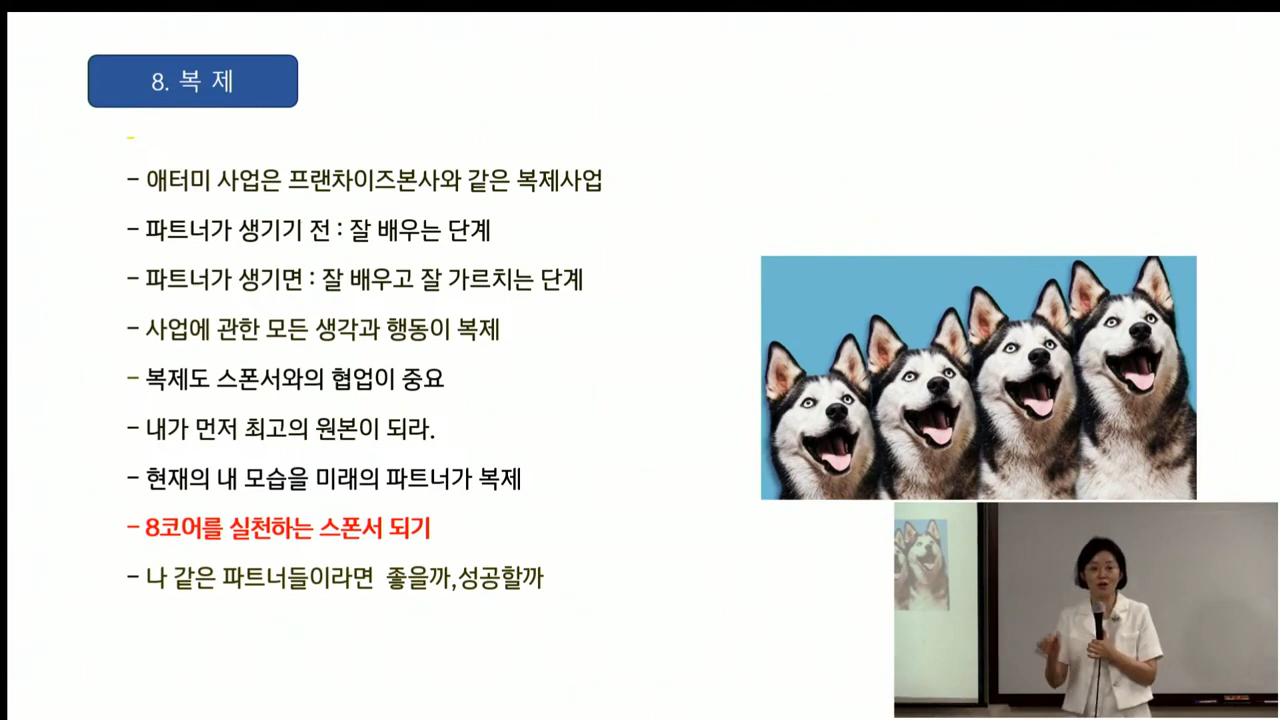 8. 복 제
-
- 애터미 사업은 프랜차이즈본사와 같은 복제사업
- 파트너가 생기기 전 : 잘 배우는 단계
- 파트너가 생기면 : 잘 배우고 잘 가르치는 단계
- 사업에 관한 모든 생각과 행동이 복제
- 복제도 스폰서와의 협업이 중요
- 내가 먼저 최고의 원본이 되라.
- 현재의 내 모습을 미래의 파트너가 복제
- 8코어를 실천하는 스폰서 되기
- 나 같은 파트너들이라면 좋을까,성공할까